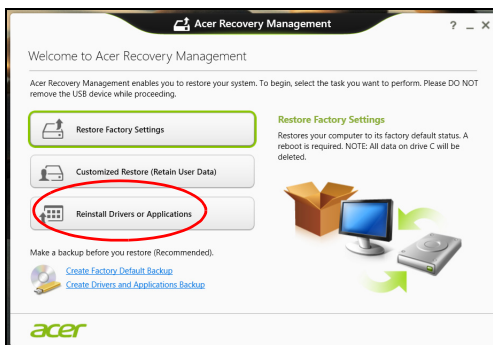 Acer Recovery Management
? _ X
Welcome to Acer Recovery Management
Acer Recovery Management enables you to restore your system. To begin, select the task you want to perform. Please DO NOT
remove the USB device while proceeding.
Restore Factory Settings
Customized Restore (Retain User Data)
Reinstall Drivers or Applications
Restore Factory Settings
Restores your computer to its factory default status. A
reboot is required. NOTE: All data on drive C will be
deleted.
Make a backup before you restore (Recommended).
Create Factory Default Backup
Create Drivers and Applications Backup
acer